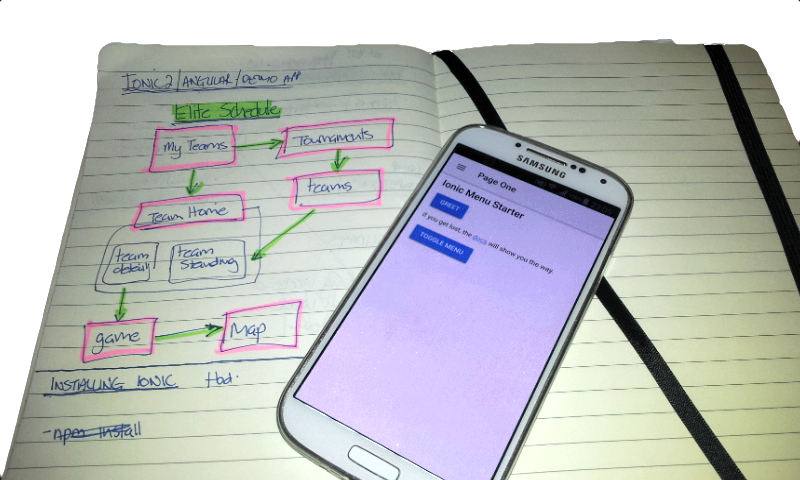 IONIC 2/ANGULAR/DEMO APP
Elite Schedule
My Teams
Tournaments
teams
Team Home
team
detail
team
Standing
game
Map
INSTALLING IONIC tbd.
- npm install
SAMSUNG
Page One
Ionic Menu Starter
GREET
If you get lost, the docs will show you the way.
TOGGLE MENU